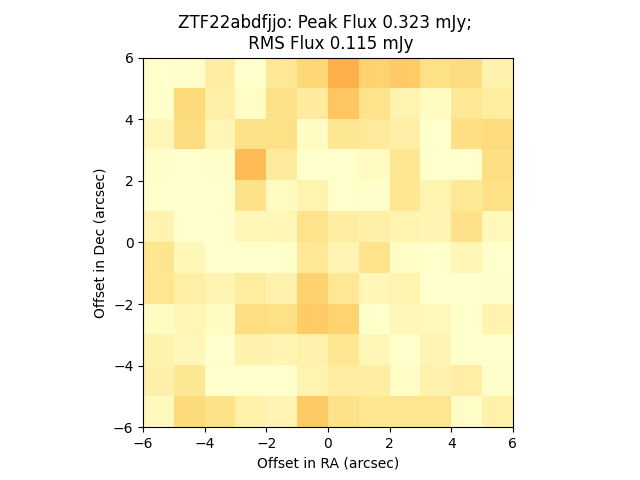 ZTF22abdfjjo: Peak Flux 0.323 mJy;
RMS Flux 0.115 mJy
6
4
2
0
−2
−4
−6
Offset in Dec (arcsec)
−6 −4 −2 0 2 4 6
Offset in RA (arcsec)